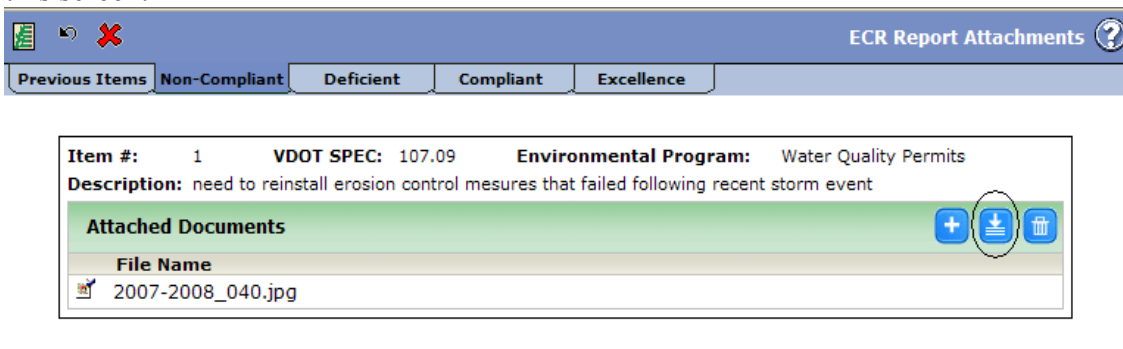 ECR Report Attachments ?
Previous Items Non-Compliant Deficient Compliant Excellence
Item #: 1 VDOT SPEC: 107.09 Environmental Program: Water Quality Permits
Description: need to reinstall erosion control mesures that failed following recent storm event
Attached Documents
File Name
2007-2008_040.jpg